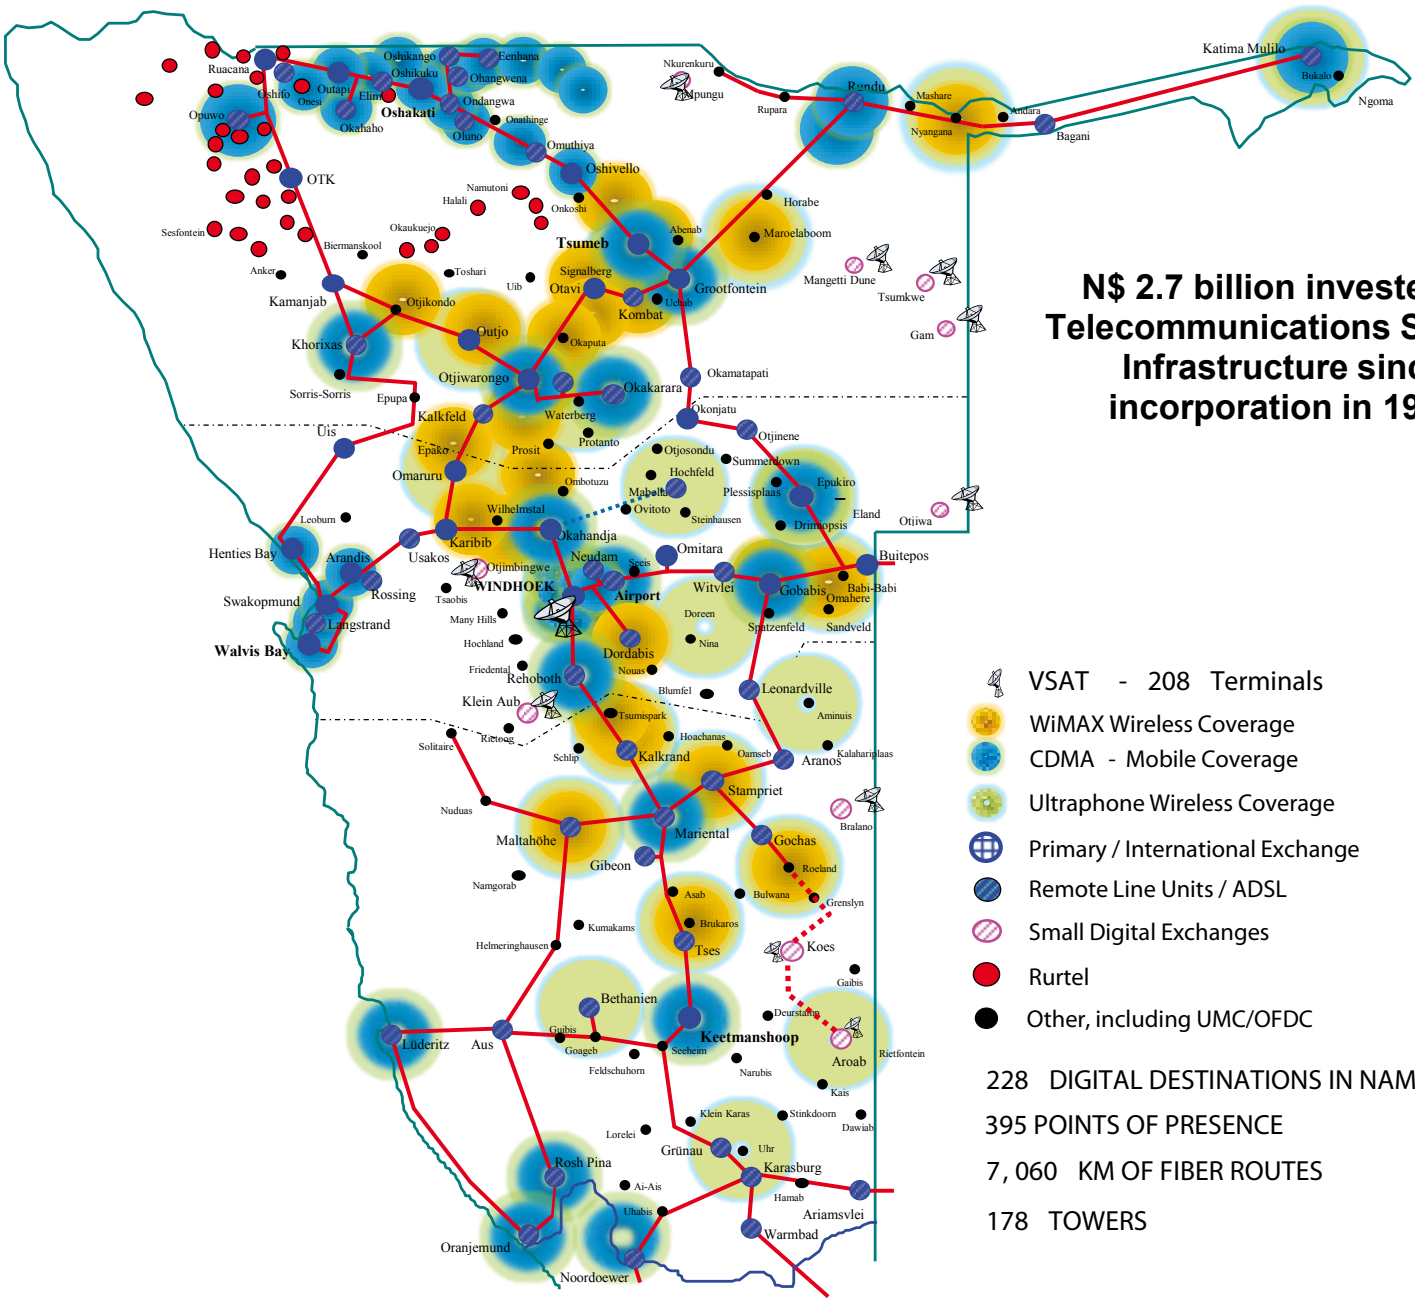 Katima Mulilo
Bukalo
Ngoma
Oshikango
Eenhana
Ruacana
Oshikuku
Ohangwena
Nkurenkuru
Mpungu
Oshifo
Outapi
Elim
Onesi
Oshakati
Ondangwa
Rundu
Mashare
Rupara
Andara
Opuwo
Okahaho
Oluno
Onathinge
Nyangana
Bagani
Omuthiya
Oshivello
OTK
Namutoni
Halali
Onkoshi
Horabe
Sesfontein
Okaukuejo
Abenab
Maroelaboom
Biermanskool
Tsumeb
Anker
Toshari
Signalberg
Mangetti Dune
Uib
Otavi
Grootfontein
Tsumkwe
Kamanjab
Otjikondo
Uchab
Kombat
N$ 2.7 billion investe
Telecommunications S
Infrastructure sinc
incorporation in 19
Outjo
Gam
Khorixas
Okaputa
Otjiwarongo
Okamatapati
Sorris-Sorris
Epupa
Okakarara
Kalkfeld
Waterberg
Okonjatu
Uis
Protanto
Otjinene
Epako
Prosit
Otjosondu
Summerdown
Omaruru
Hochfeld
Ombotuzu
Mabella
Plessisplaas
Epukiro
Leoburn
Wilhelmstal
Ovitoto
Steinhausen
Eland
Drimiopsis
Otjiwa
Karibib
Okahandja
Henties Bay
Arandis
Usakos
Neudam
Omitara
Buitepos
Otjimbingwe
Seeis
Rossing
WINDHOEK
Airport
Witvlei
Gobabis
Babi-Babi
Swakopmund
Tsaobis
Omahere
Langstrand
Many Hills
Doreen
Spatzenfeld
Sandveld
Walvis Bay
Hochland
Nina
Dordabis
Friedental
Nouas
Rehoboth
Klein Aub
Blumfel
Leonardville
Tsumispark
Aminuis
Rietoog
Solitaire
Hoachanas
Schlip
Kalkrand
Oamseb
Kalahariplaas
Aranos
Stampriet
Nuduas
Bralano
Maltahöhe
Mariental
Gochas
Gibeon
Roeland
Namgorab
Asab
Bulwana
Grenslyn
Kumakams
Brukaros
Helmeringhausen
Tses
Koes
Gaibis
Bethanien
Deurstamn
Guibis
Keetmanshoop
Lüderitz
Aus
Goageb
Seeheim
Rietfontein
Feldschuhorn
Narubis
Aroab
Kais
Klein Karas
Stinkdoorn
Lorelei
Dawiab
Grünau
Uhr
Rosh Pina
Karasburg
Ai-Ais
Hamab
Uhabis
Ariamsvlei
Oranjemund
Warmbad
Noordoewer
VSAT - 208 Terminals
WiMAX Wireless Coverage
CDMA - Mobile Coverage
Ultraphone Wireless Coverage
Primary / International Exchange
Remote Line Units / ADSL
Small Digital Exchanges
Rurtel
Other, including UMC/OFDC
228 DIGITAL DESTINATIONS IN NAM
395 POINTS OF PRESENCE
7, 060 KM OF FIBER ROUTES
178 TOWERS